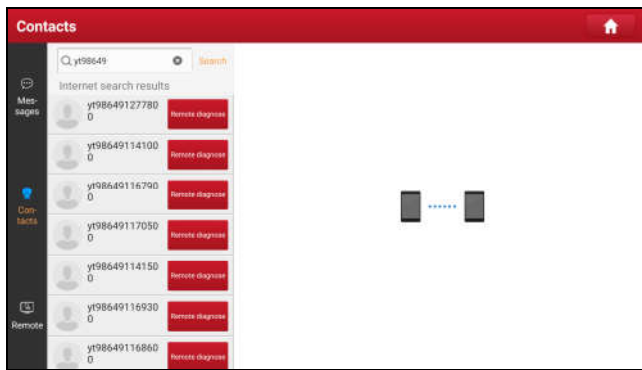 Contacts
yt98649
Search
Internet search results
Mes-
sages
Con-
tacts
Remote
yt98649127780
0
Remote diagnose
yt98649114100
0
Remote diagnose
yt98649116790
0
Remote diagnose
yt98649117050
0
Remote diagnose
yt98649114150
0
Remote diagnose
yt98649116930
0
Remote diagnose
yt98649116860
0
Remote diagnose